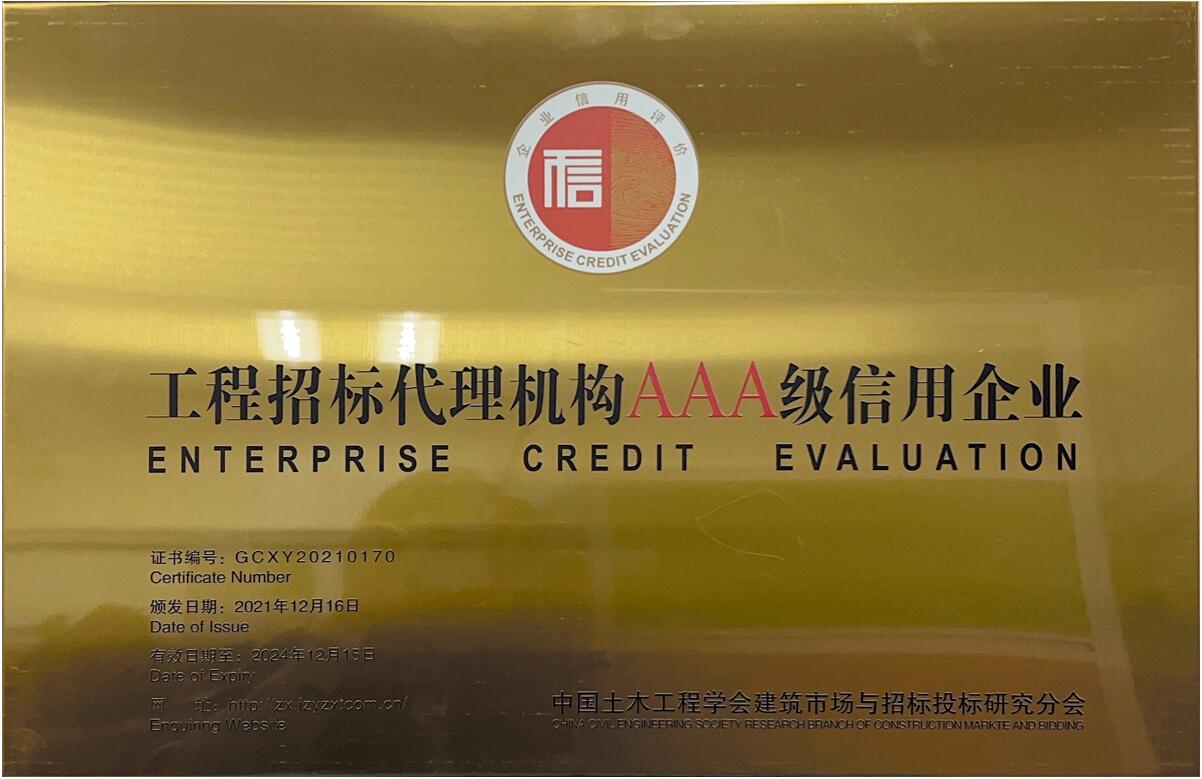 企业信用评价
信
ENTERPRISE CREDIT EVALUATION
工程招标代理机构AAA级信用企业
ENTERPRISE CREDIT EVALUATION
证书编号：GCXY20210170
Certificate Number
颁发日期：2021年12月16日
Date of Issue
有效日期至：2024年12月15日
Date of Expiry
网 址：http://zx.jzyzxtcom.cn/
Enquiring Website
中国土木工程学会建筑市场与招标投标研究分会
CHINA CIVIL ENGINEERING SOCIETY RESEARCH BRANCH OF CONSTRUCTION MARKTE AND BIDDING